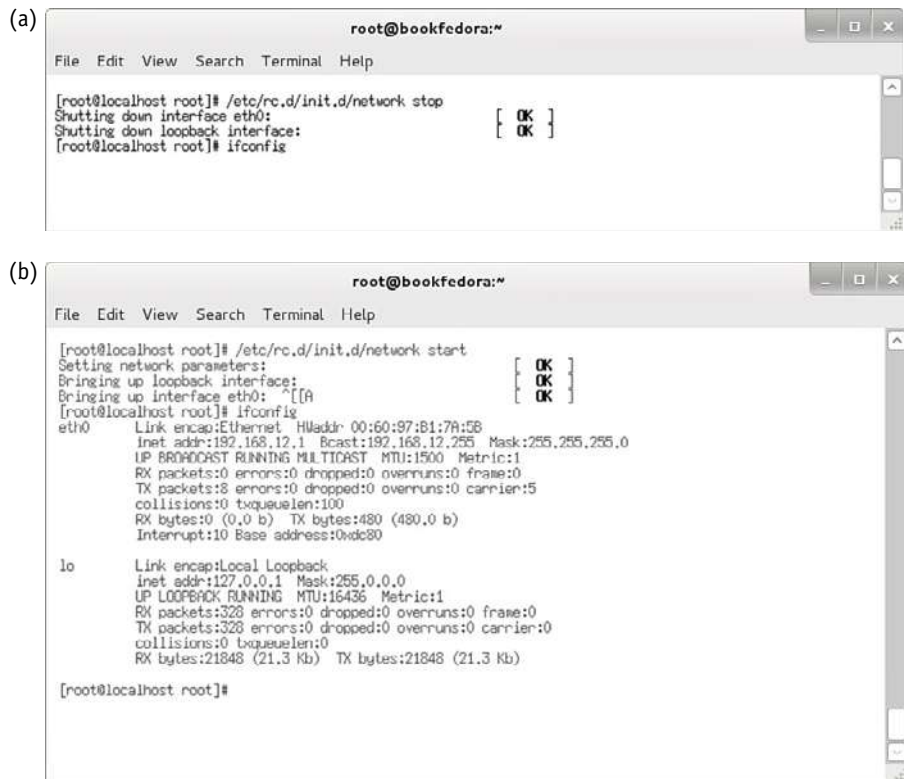 (a)
root@bookfedora:~
File Edit View Search Terminal Help
[root@localhost root]# /etc/rc.d/init.d/network stop
Shutting down interface eth0: [ OK ]
Shutting down loopback interface: [ OK ]
[root@localhost root]# ifconfig
(b)
root@bookfedora:~
File Edit View Search Terminal Help
[root@localhost root]# /etc/rc.d/init.d/network start
Setting network parameters: [ OK ]
Bringing up loopback interface: [ OK ]
Bringing up interface eth0: ^[[A [ OK ]
[root@localhost root]# ifconfig
eth0 Link encap:Ethernet HWaddr 00:60:97:B1:7A:5B
inet addr:192.168.12.1 Bcast:192.168.12.255 Mask:255.255.255.0
UP BROADCAST RUNNING MULTICAST MTU:1500 Metric:1
RX packets:0 errors:0 dropped:0 overruns:0 frame:0
TX packets:8 errors:0 dropped:0 overruns:0 carrier:5
collisions:0 txqueuelen:100
RX bytes:0 (0.0 b) TX bytes:480 (480.0 b)
Interrupt:10 Base address:0xdc80
lo Link encap:Local Loopback
inet addr:127.0.0.1 Mask:255.0.0.0
UP LOOPBACK RUNNING MTU:16436 Metric:1
RX packets:328 errors:0 dropped:0 overruns:0 frame:0
TX packets:328 errors:0 dropped:0 overruns:0 carrier:0
collisions:0 txqueuelen:0
RX bytes:21848 (21.3 Kb) TX bytes:21848 (21.3 Kb)
[root@localhost root]#